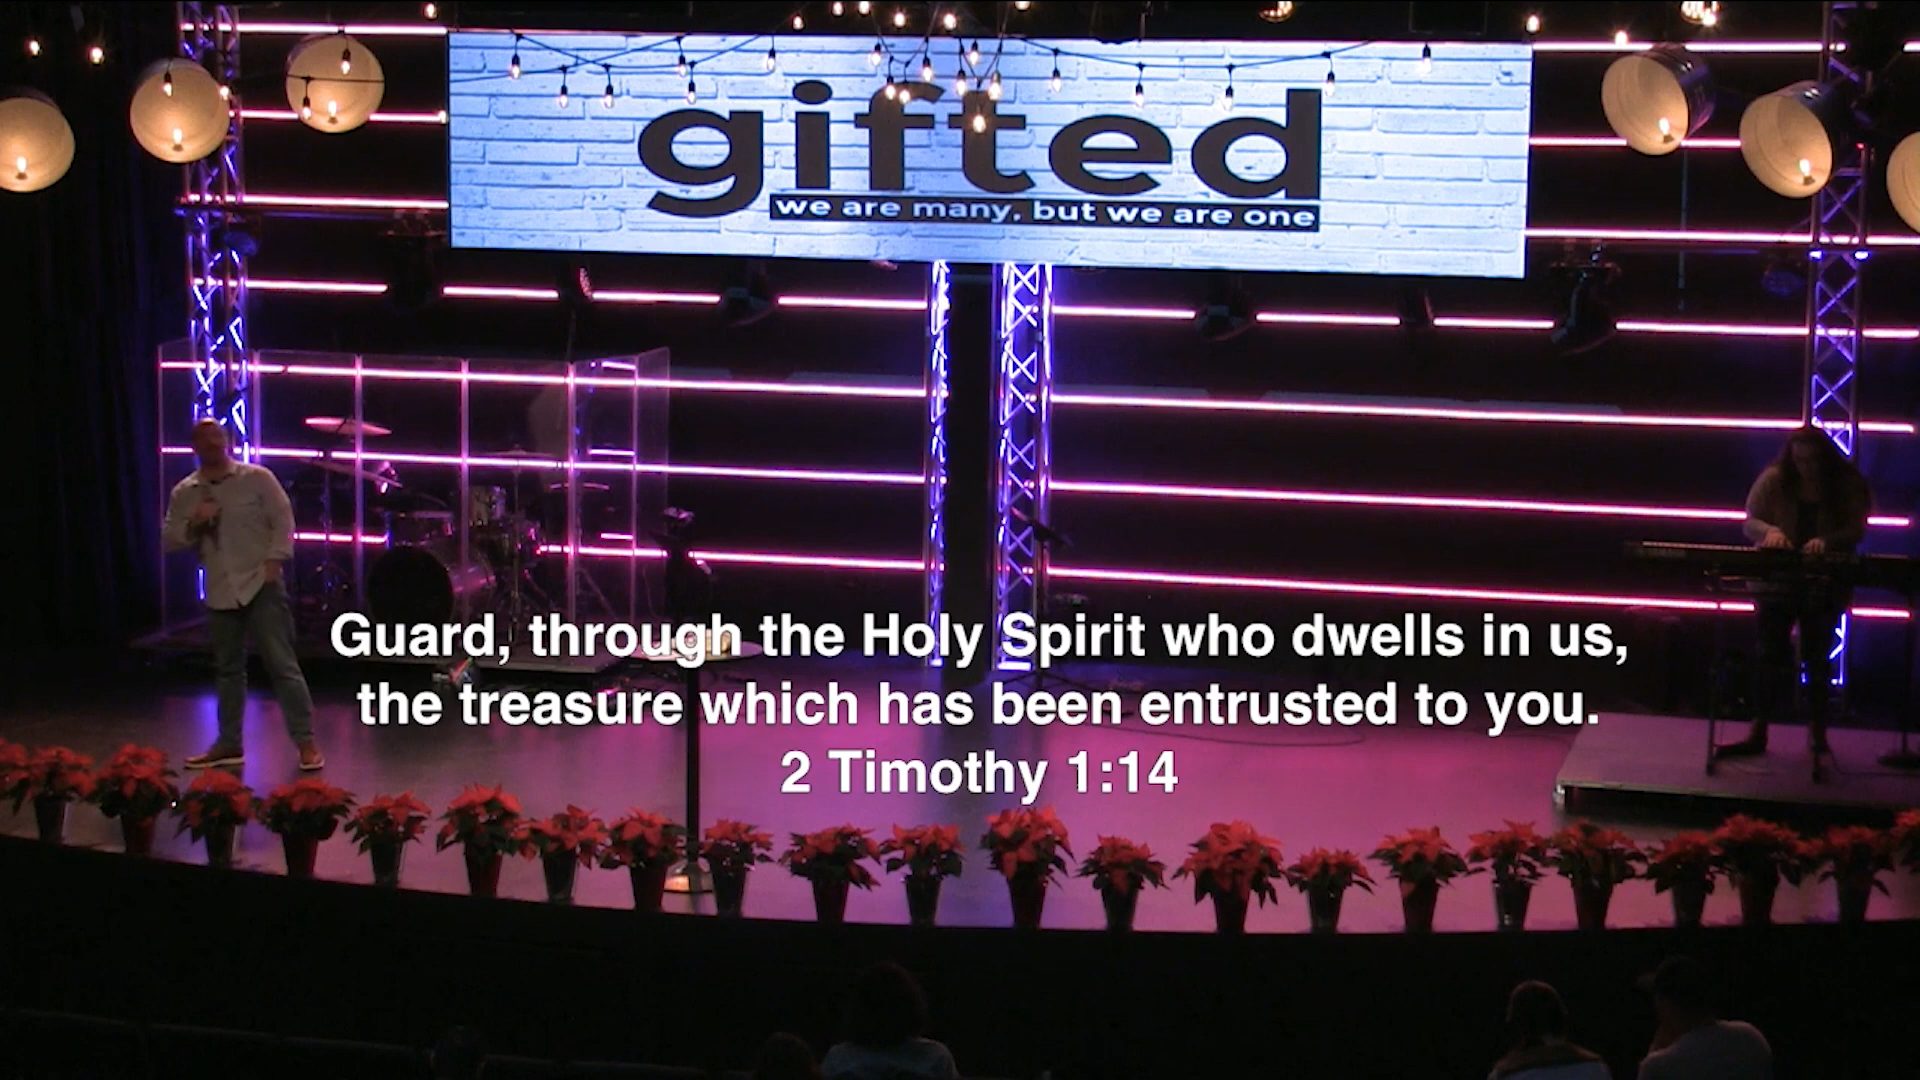 gifted
we are many, but we are one
Guard, through the Holy Spirit who dwells in us,
the treasure which has been entrusted to you.
2 Timothy 1:14